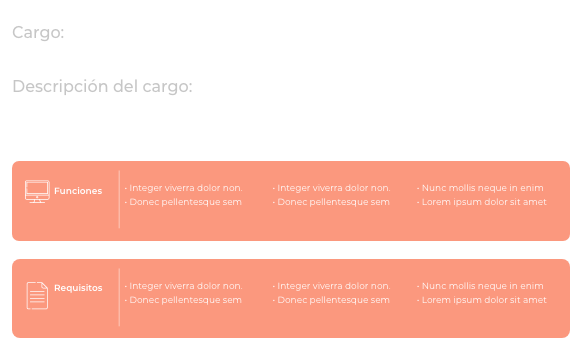 Cargo:
Descripción del cargo:
Funciones
• Integer viverra dolor non.
• Donec pellentesque sem
• Integer viverra dolor non.
• Donec pellentesque sem
• Nunc mollis neque in enim
• Lorem ipsum dolor sit amet
Requisitos
• Integer viverra dolor non.
• Donec pellentesque sem
• Integer viverra dolor non.
• Donec pellentesque sem
• Nunc mollis neque in enim
• Lorem ipsum dolor sit amet